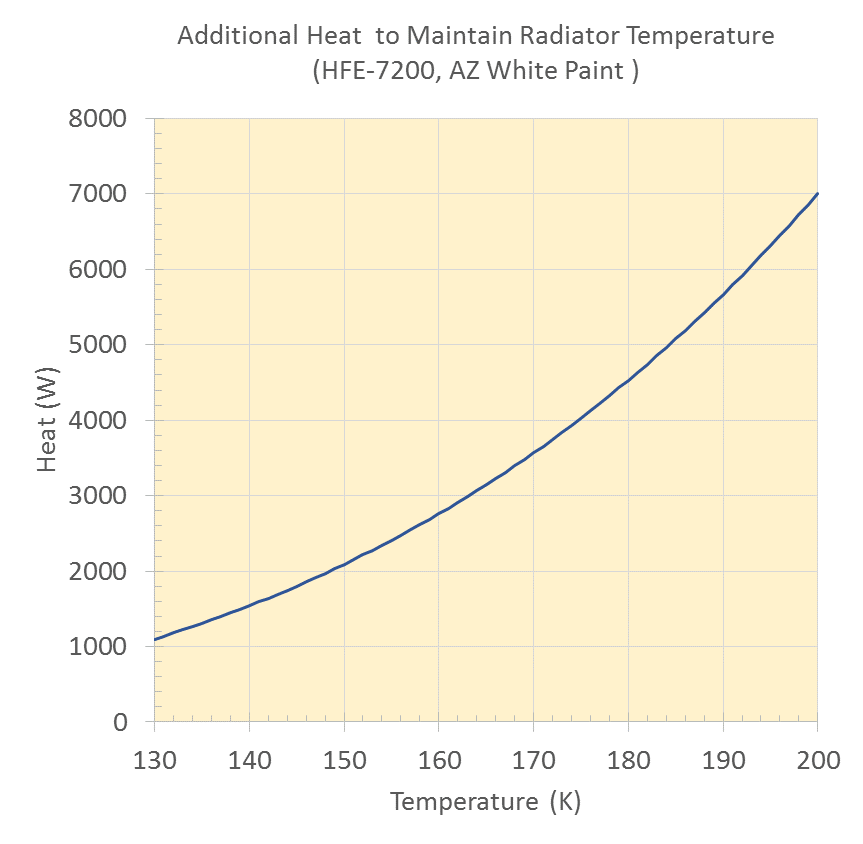 Additional Heat  to Maintain Radiator Temperature
(HFE-7200, AZ White Paint )
8000
7000
6000
5000
4000
3000
2000
1000
0
Heat (W)
130 140 150 160 170 180 190 200
Temperature (K)